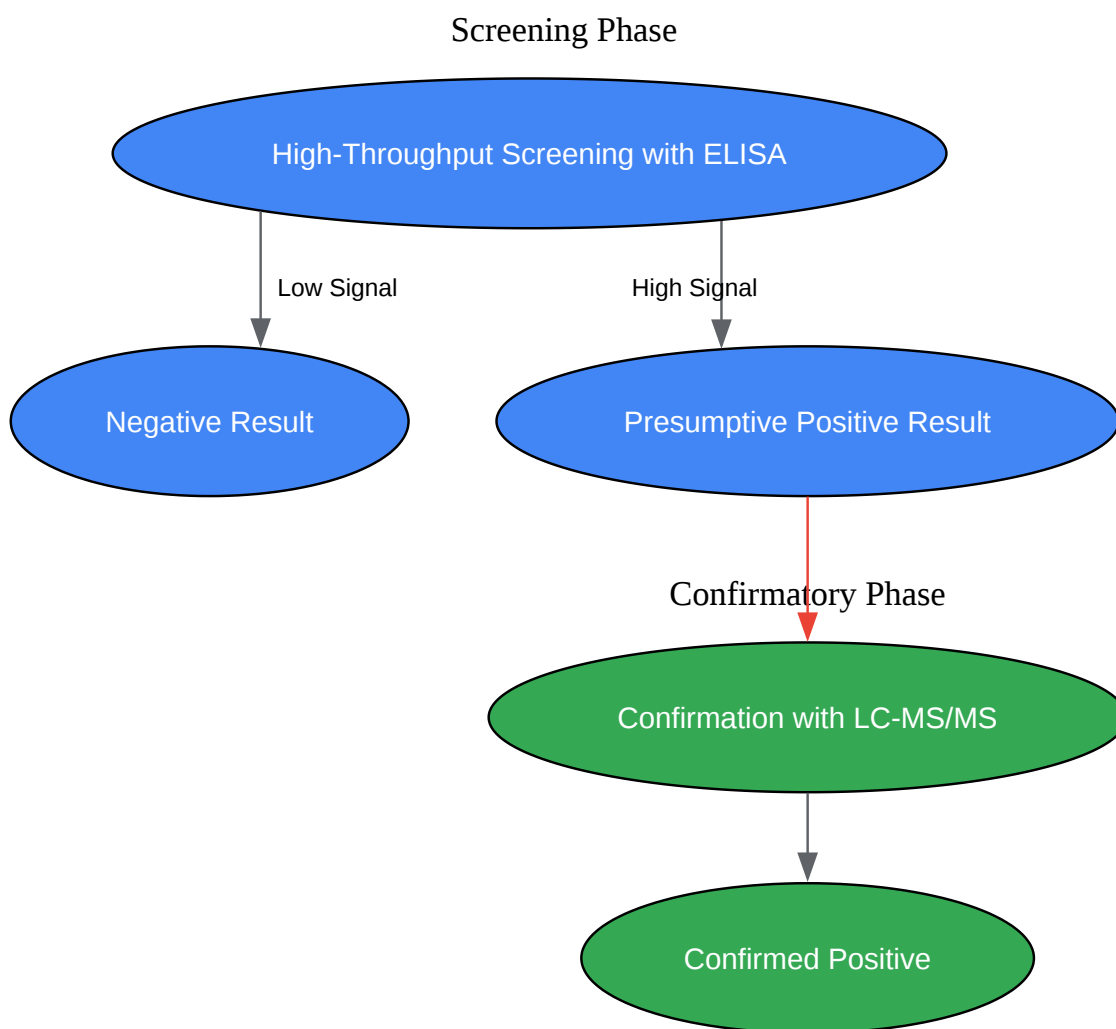 Screening Phase
High-Throughput Screening with ELISA
Low Signal
High Signal
Negative Result
Presumptive Positive Result
Confirmatory Phase
Confirmation with LC-MS/MS
Confirmed Positive